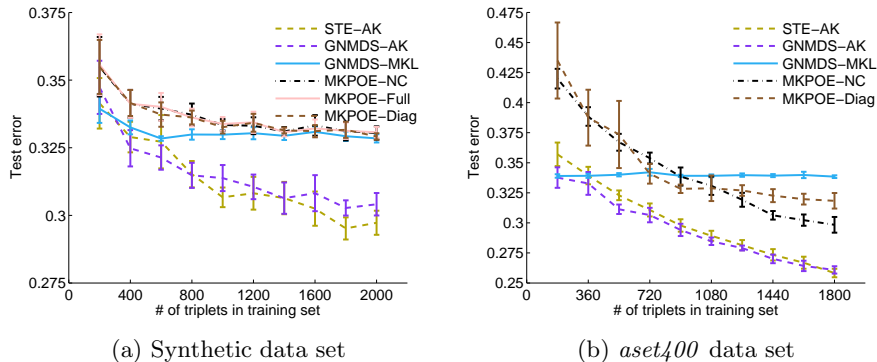 0.375
0.35
0.325
0.3
0.275
Test error
0 400 800 1200 1600 2000
# of triplets in training set
STE−AK
GNMDS−AK
GNMDS−MKL
MKPOE−NC
MKPOE−Full
MKPOE−Diag
(a) Synthetic data set
0.475
0.45
0.425
0.4
0.375
0.35
0.325
0.3
0.275
0.25
Test error
0 360 720 1080 1440 1800
# of triplets in training set
STE−AK
GNMDS−AK
GNMDS−MKL
MKPOE−NC
MKPOE−Diag
(b) aset400 data set